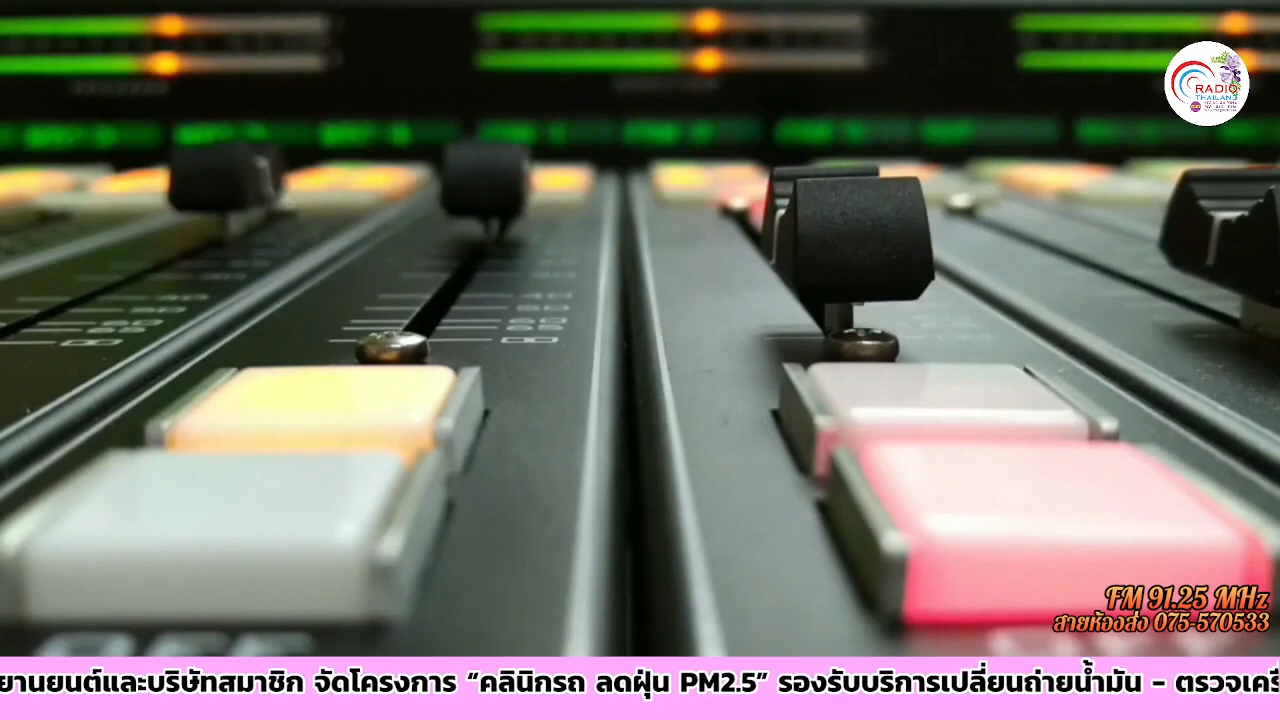 RADIO
THAILAND
FM 91.25 MHz
สายห้องส่ง 075-570533
ยานยนต์และบริษัทสมาชิก จัดโครงการ “คลินิกรถ ลดฝุ่น PM2.5” รองรับบริการเปลี่ยนถ่ายน้ำมัน - ตรวจเครื